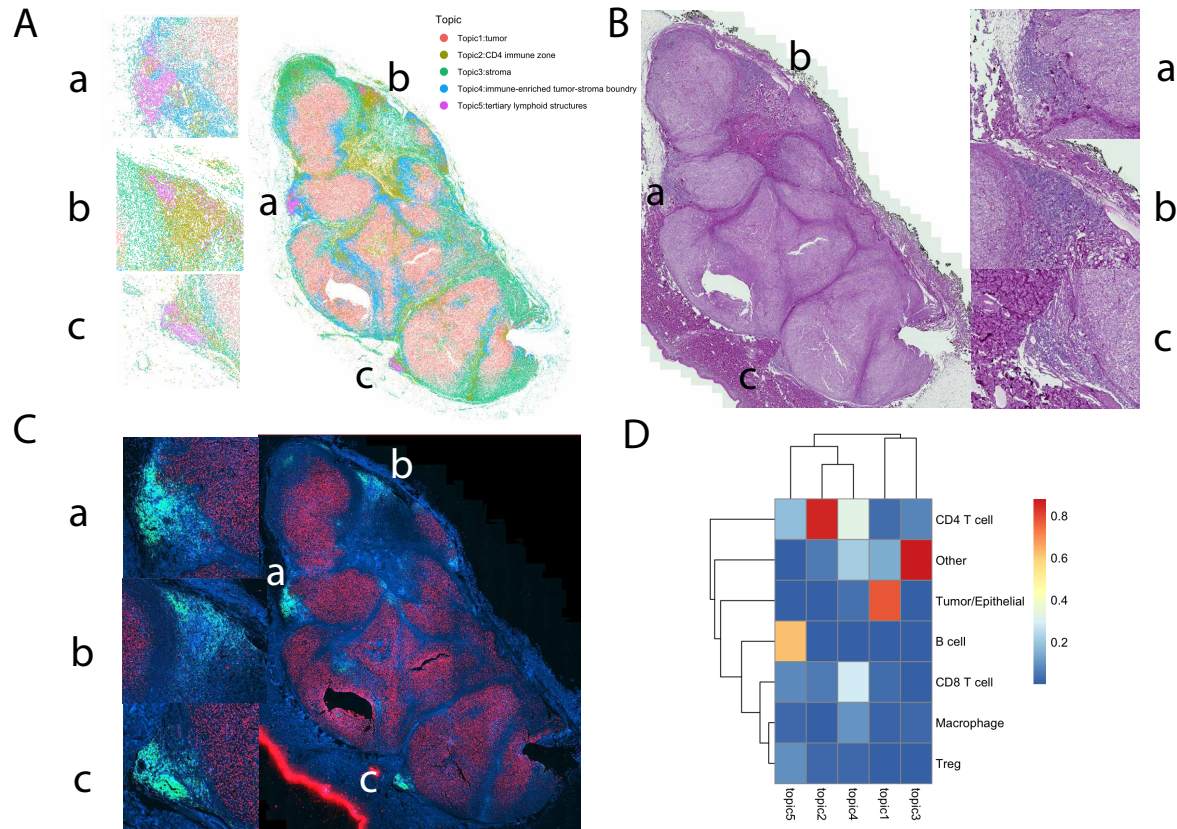 A
a
b
c
Topic
Topic1:tumor
Topic2:CD4 immune zone
Topic3:stroma
Topic4:immune-enriched tumor-stroma boundry
Topic5:tertiary lymphoid structures
b
a
c
B
b
a
c
a
b
c
C
a
b
c
b
a
c
D
CD4 T cell
Other
Tumor/Epithelial
B cell
CD8 T cell
Macrophage
Treg
topic5
topic2
topic4
topic1
topic3
0.8
0.6
0.4
0.2